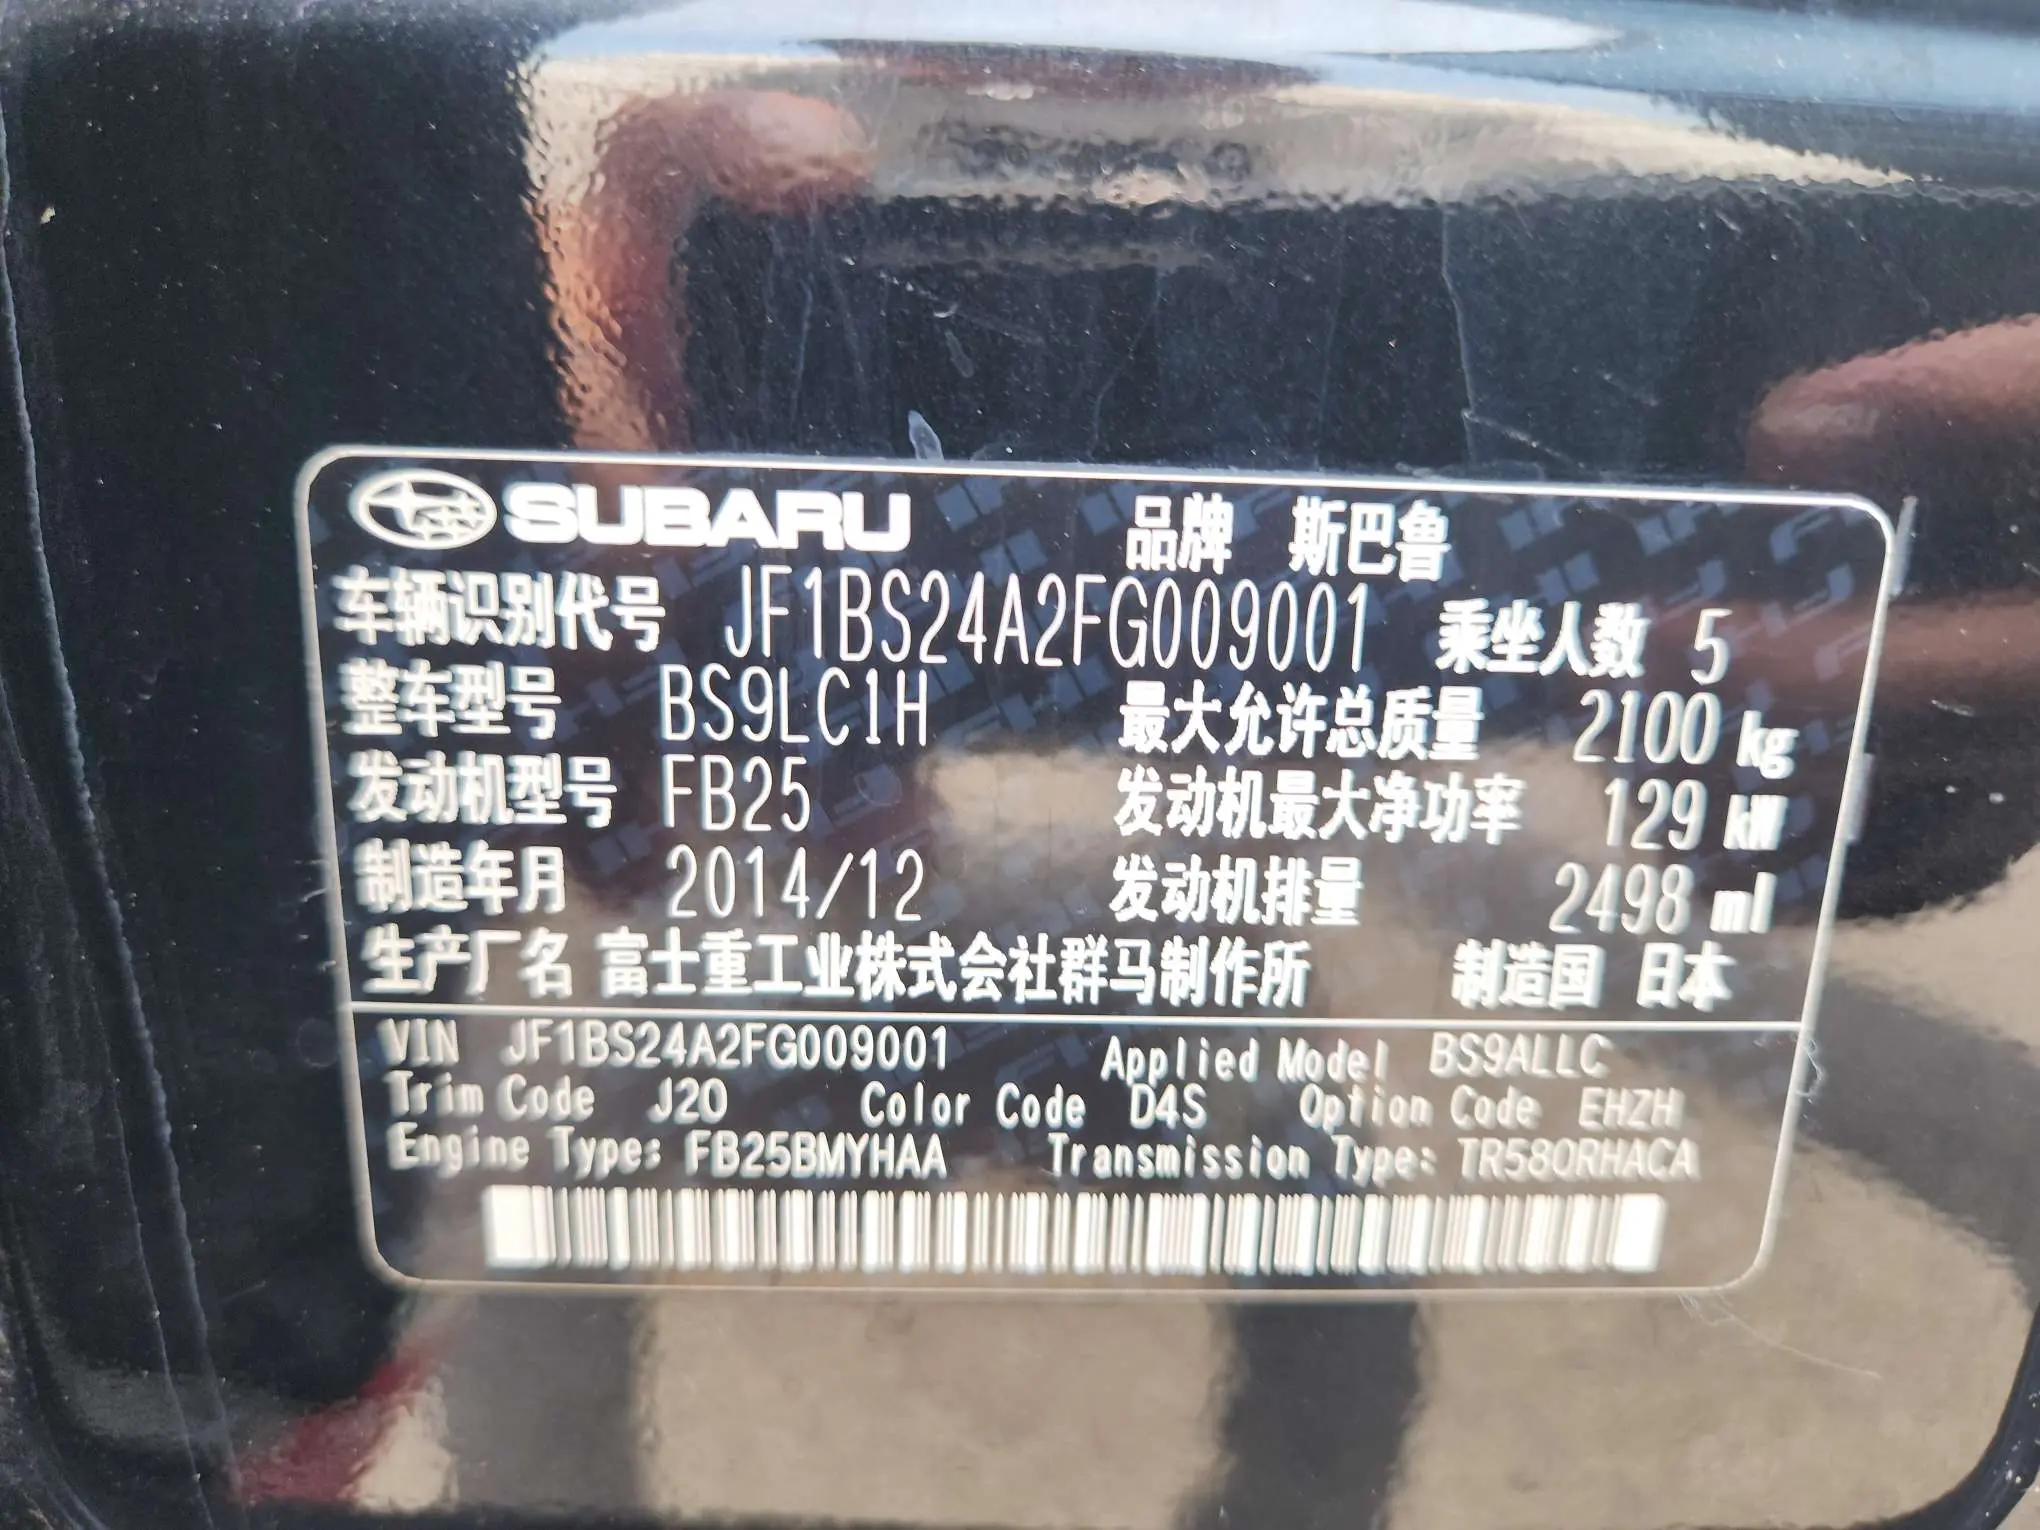 SUBARU 品牌 斯巴鲁
车辆识别代号 JF1BS24A2FG009001 乘坐人数 5
整车型号 BS9LC1H 最大允许总质量 2100 kg
发动机型号 FB25 发动机最大净功率 129 kW
制造年月 2014/12 发动机排量 2498 ml
生产厂名 富士重工业株式会社群马制作所 制造国 日本
VIN JF1BS24A2FG009001 Applied Model BS9ALLC
Trim Code J20 Color Code D4S Option Code EHZH
Engine Type: FB25BMYHAA Transmission Type: TR580RHACA